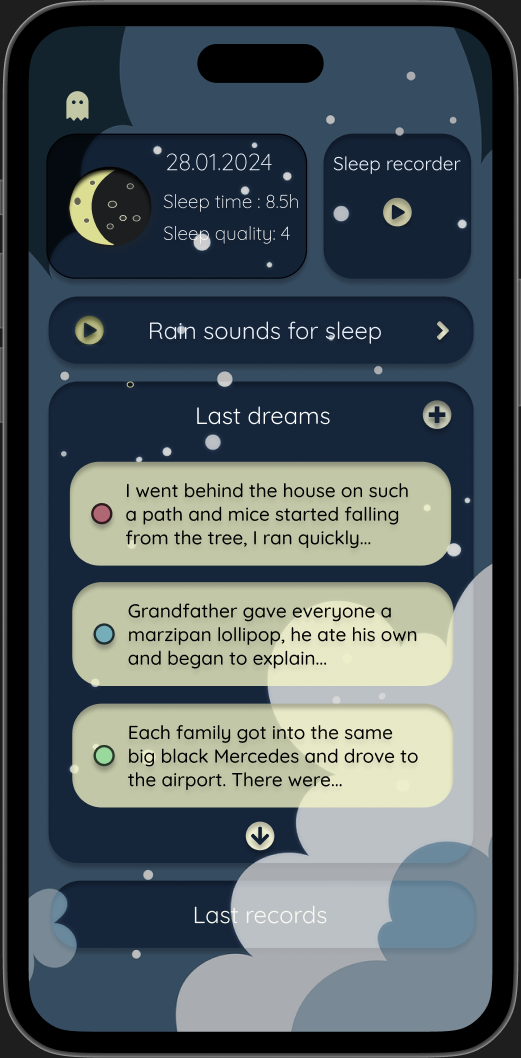 28.01.2024
Sleep time : 8.5h
Sleep quality: 4
Sleep recorder
Rain sounds for sleep
Last dreams
I went behind the house on such
a path and mice started falling
from the tree, I ran quickly...
Grandfather gave everyone a
marzipan lollipop, he ate his own
and began to explain...
Each family got into the same
big black Mercedes and drove to
the airport. There were...
Last records